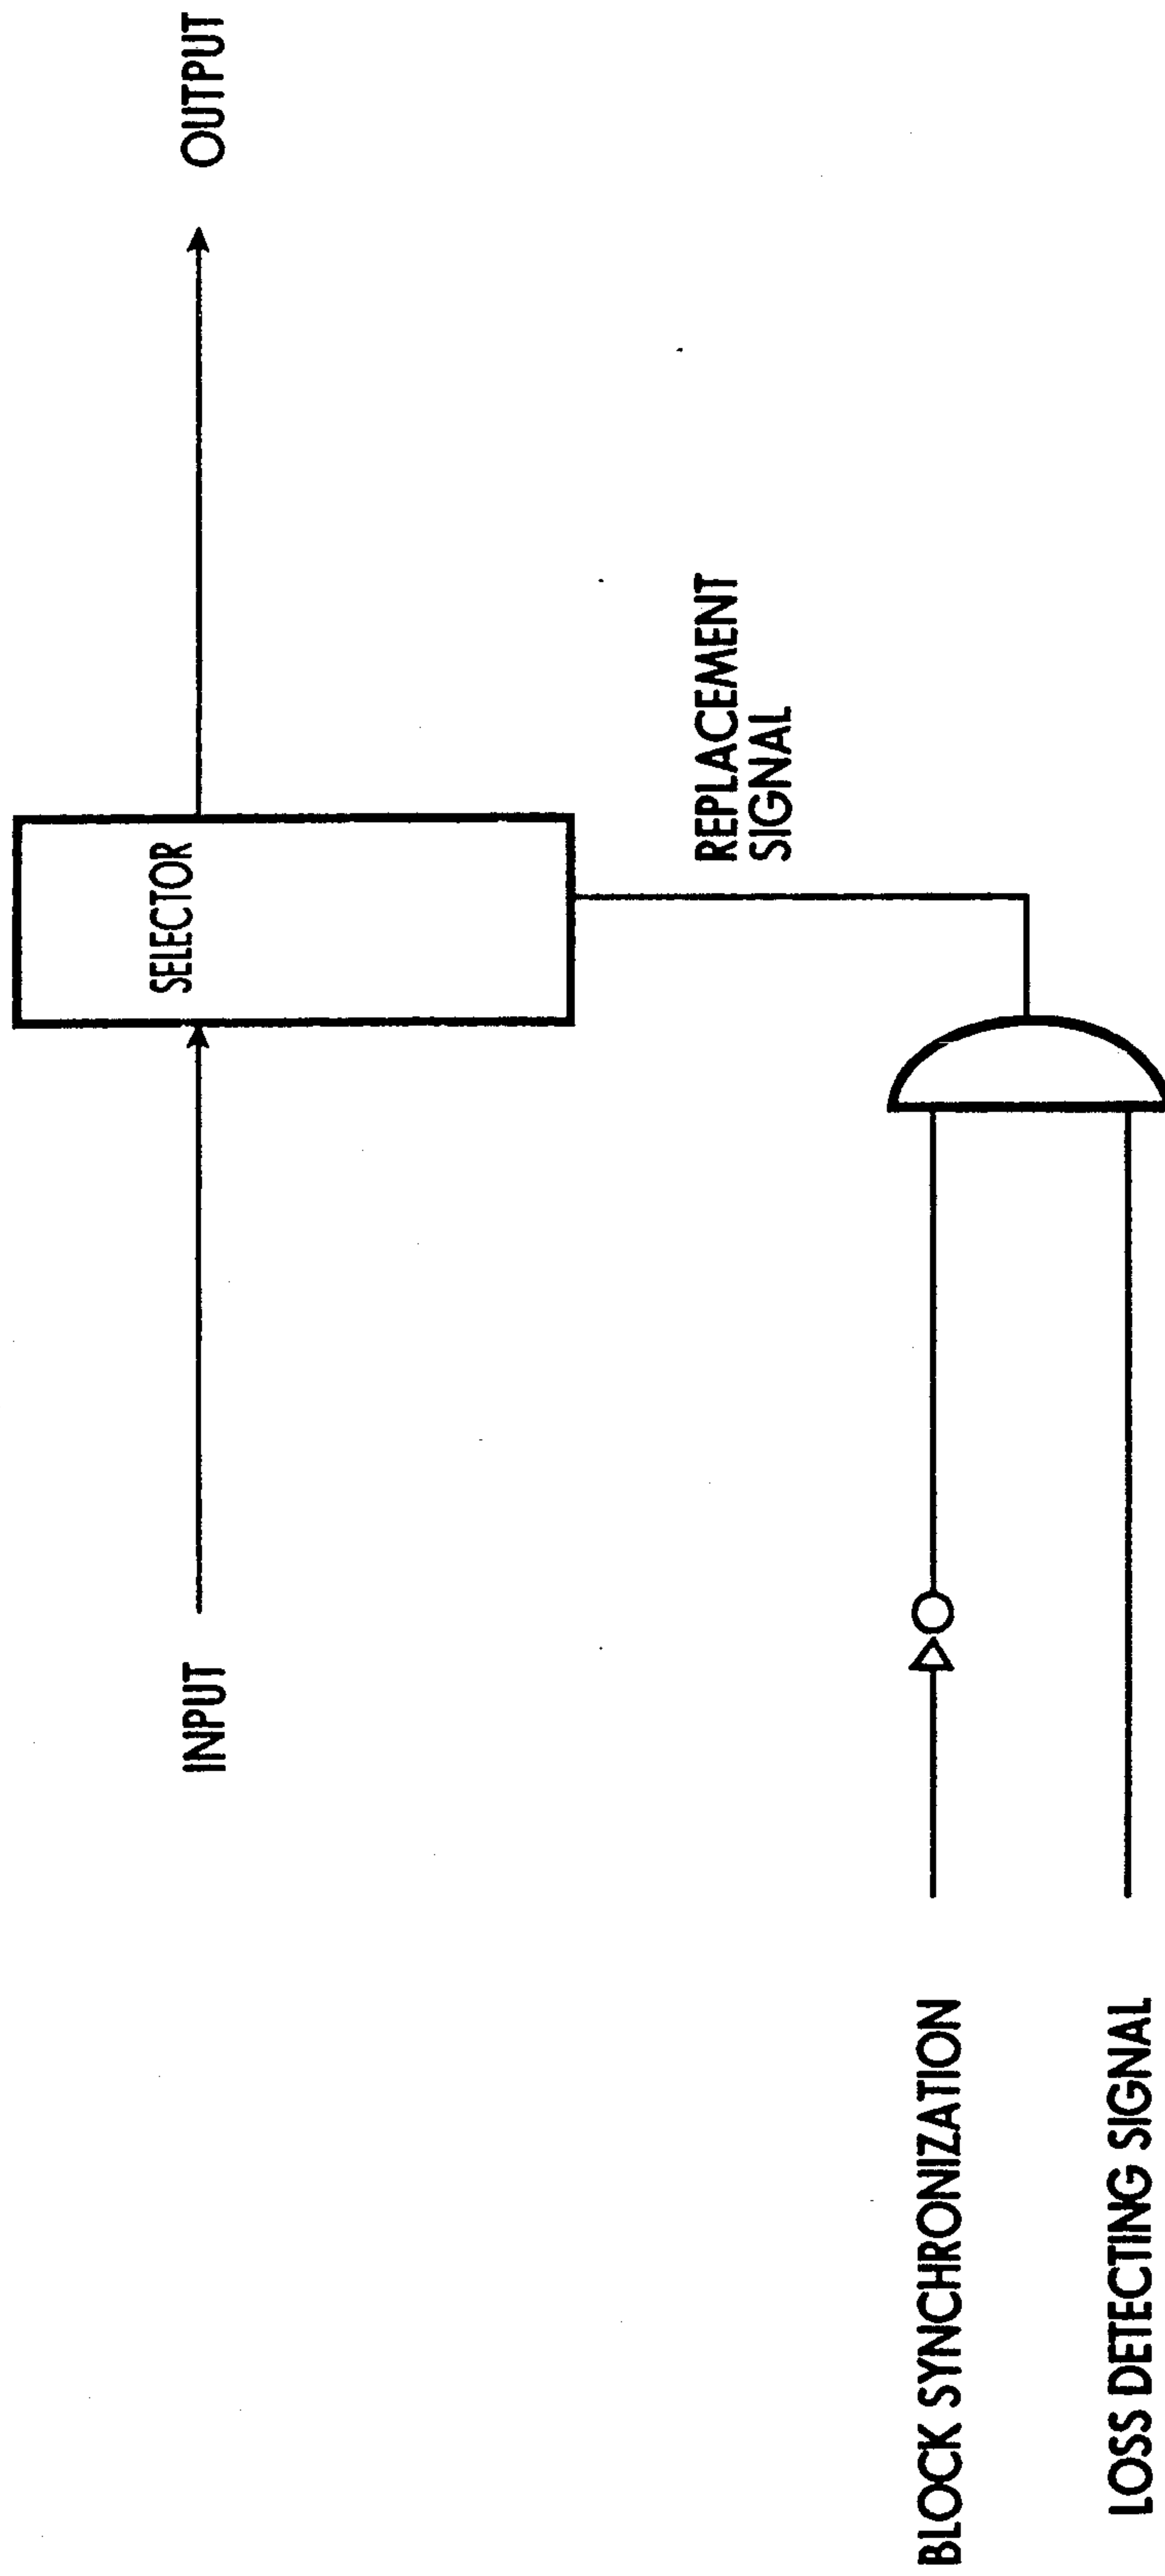 INPUT
SELECTOR
OUTPUT
REPLACEMENT
SIGNAL
BLOCK SYNCHRONIZATION
LOSS DETECTING SIGNAL